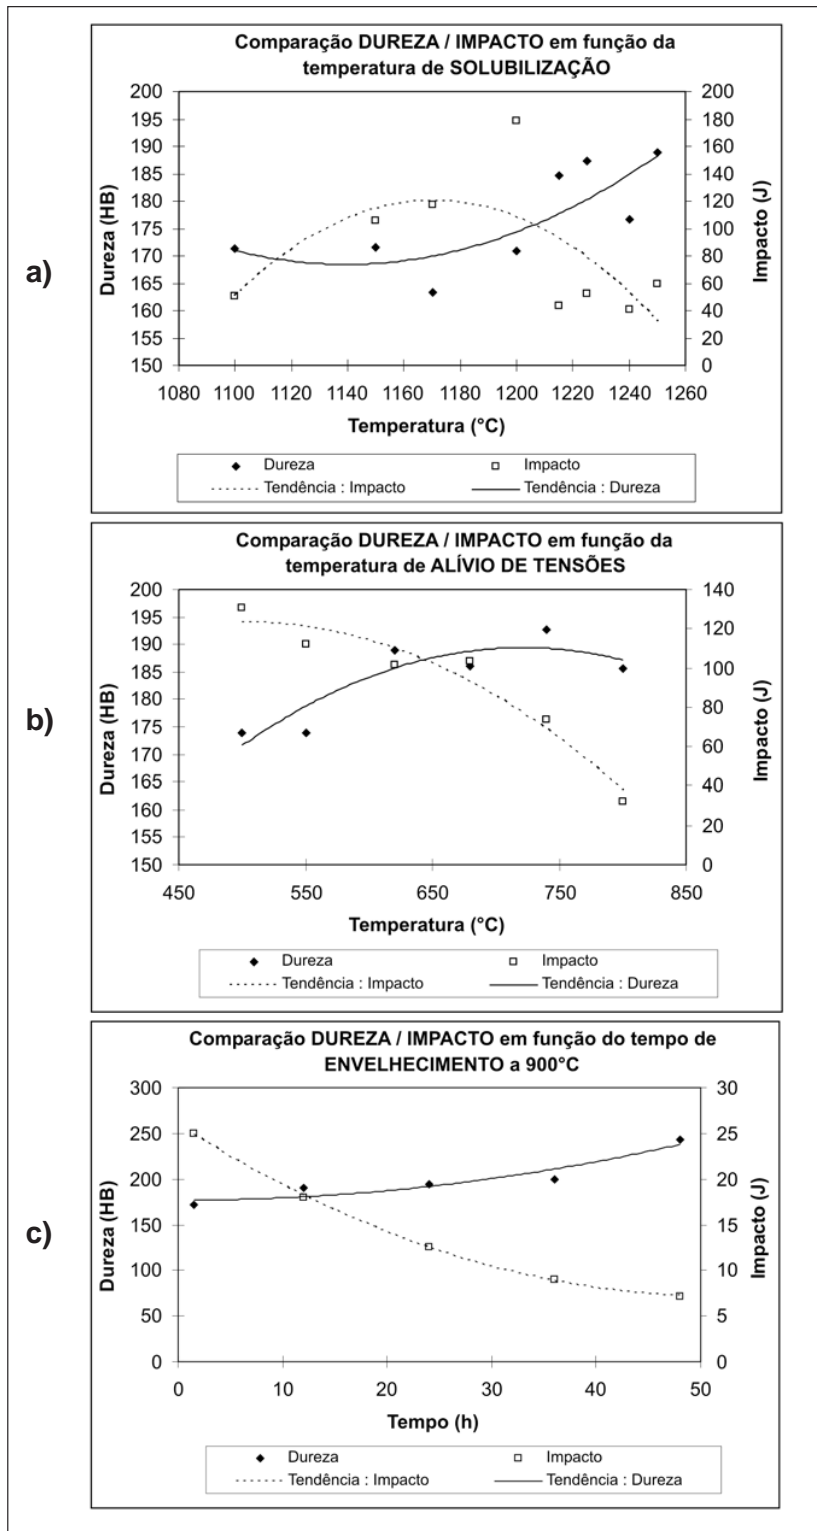 a)
Comparação DUREZA / IMPACTO em função da
temperatura de SOLUBILIZAÇÃO
Dureza (HB)
200
195
190
185
180
175
170
165
160
155
150
200
180
160
140
120
100
80
60
40
20
0
Impacto (J)
1080 1100 1120 1140 1160 1180 1200 1220 1240 1260
Temperatura (°C)
Dureza Impacto
Tendência : Impacto Tendência : Dureza
b)
Comparação DUREZA / IMPACTO em função da
temperatura de ALÍVIO DE TENSÕES
Dureza (HB)
200
195
190
185
180
175
170
165
160
155
150
140
120
100
80
60
40
20
0
Impacto (J)
450 550 650 750 850
Temperatura (°C)
Dureza Impacto
Tendência : Impacto Tendência : Dureza
c)
Comparação DUREZA / IMPACTO em função do tempo de
ENVELHECIMENTO a 900°C
Dureza (HB)
300
250
200
150
100
50
0
30
25
20
15
10
5
0
Impacto (J)
0 10 20 30 40 50
Tempo (h)
Dureza Impacto
Tendência : Impacto Tendência : Dureza